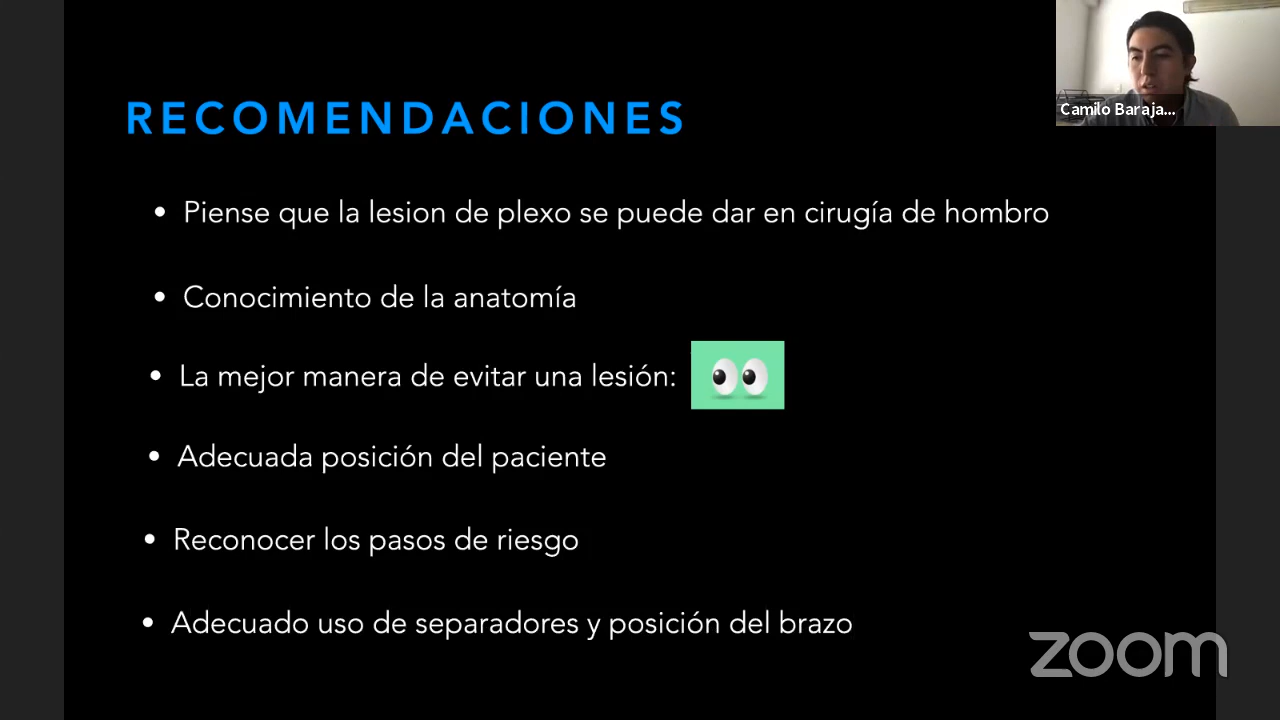 RECOMENDACIONES
Camilo Baraja...
• Piense que la lesion de plexo se puede dar en cirugía de hombro
• Conocimiento de la anatomía
• La mejor manera de evitar una lesión:
• Adecuada posición del paciente
• Reconocer los pasos de riesgo
• Adecuado uso de separadores y posición del brazo
zoom